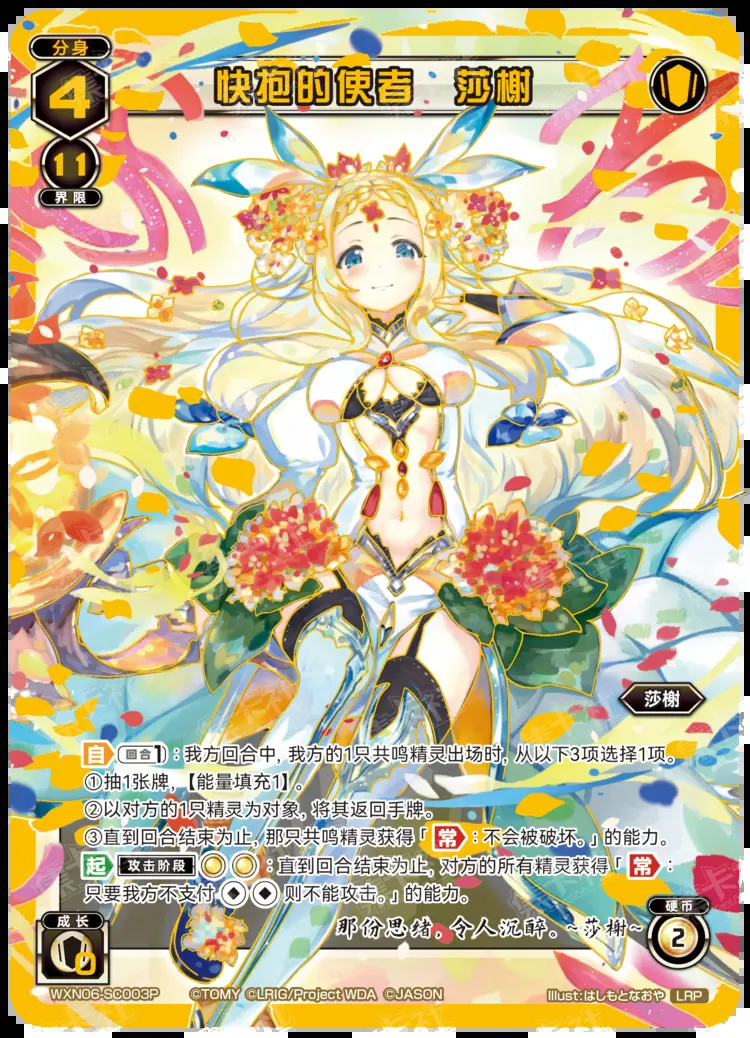 分身
4
快抱的使者 莎榭
11
界限
莎榭
自 回合1：我方回合中，我方的1只共鸣精灵出场时，从以下3项选择1项。
①抽1张牌，【能量填充1】。
②以对方的1只精灵为对象，将其返回手牌。
③直到回合结束为止，那只共鸣精灵获得「常：不会被破坏。」的能力。
起 攻击阶段：直到回合结束为止，对方的所有精灵获得「常：
只要我方不支付◆◆则不能攻击。」的能力。
那份思绪，令人沉醉。~莎榭~
成长
0
硬币
2
WXN06-SC003P ©TOMY ©LRIG/Project WDA ©JASON Illust:はしもとなおや LRP